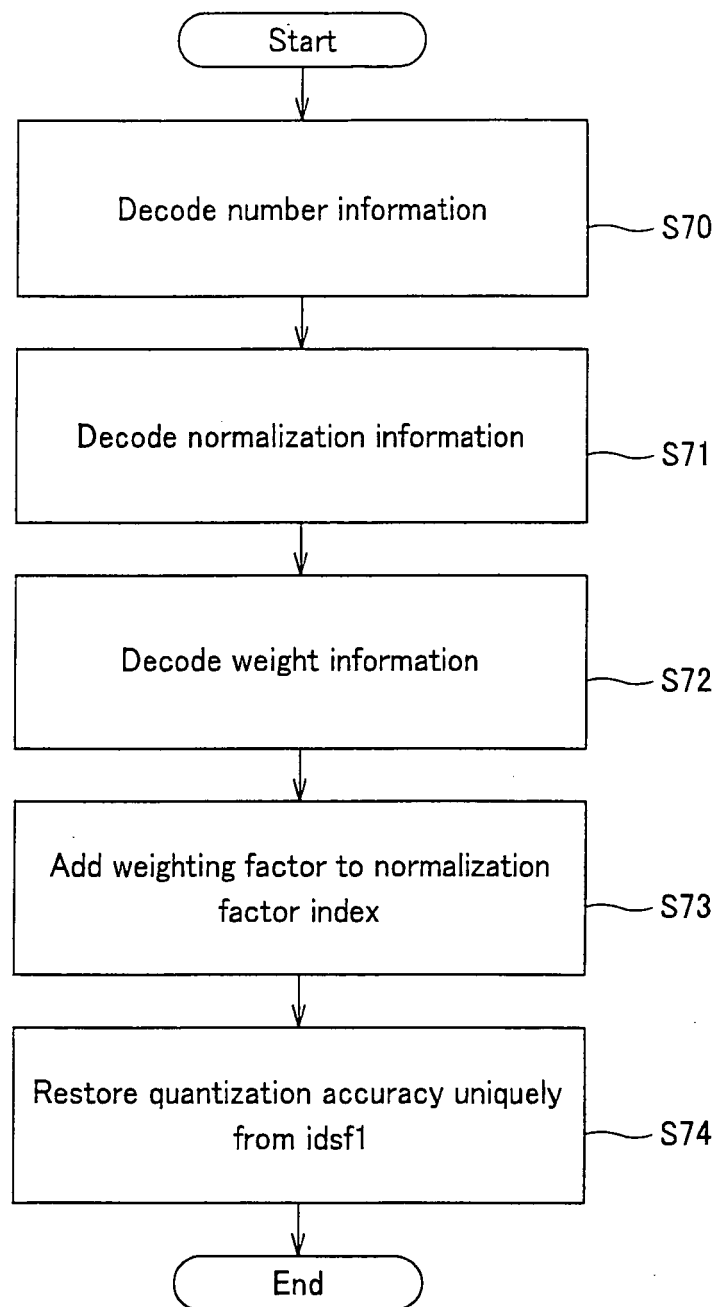 Start
Decode number information
S70
Decode normalization information
S71
Decode weight information
S72
Add weighting factor to normalization
factor index
S73
Restore quantization accuracy uniquely
from idsf1
S74
End